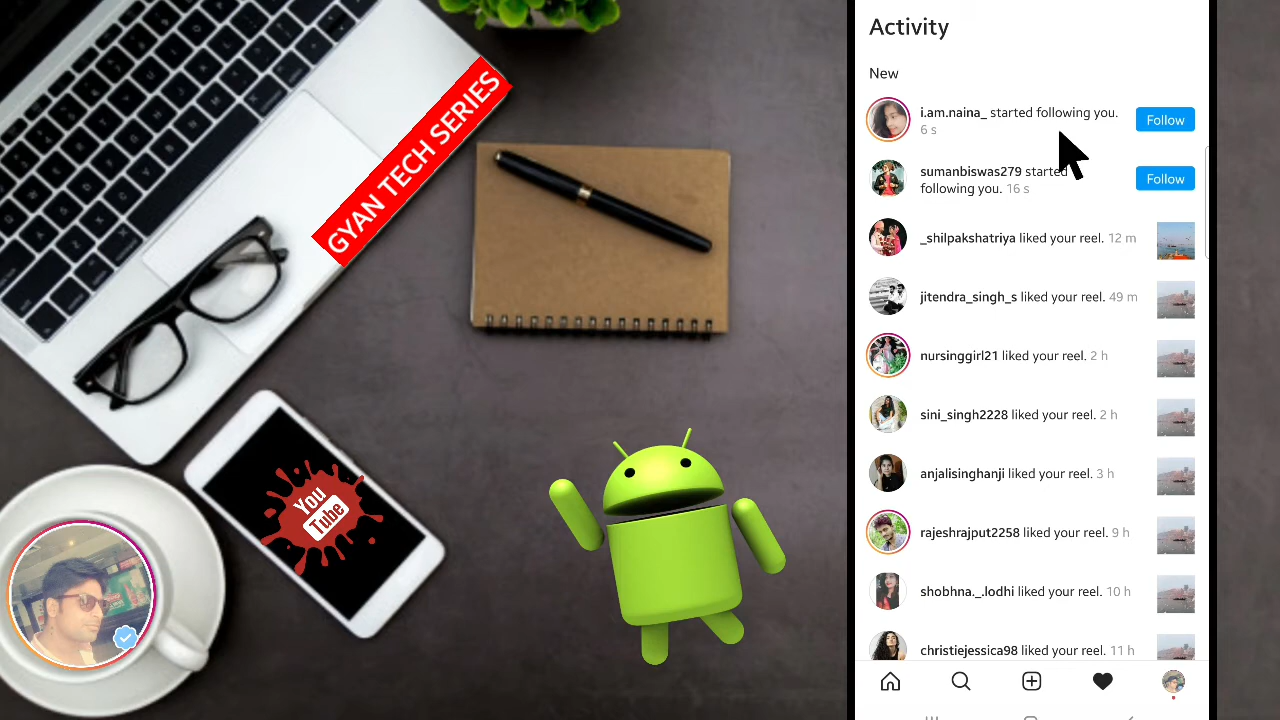 GYAN TECH SERIES
You
Tube
Activity
New
i.am.naina_ started following you.
6 s
Follow
sumanbiswas279 started
following you. 16 s
Follow
_shilpakshatriya liked your reel. 12 m
jitendra_singh_s liked your reel. 49 m
nursinggirl21 liked your reel. 2 h
sini_singh2228 liked your reel. 2 h
anjalisinghanji liked your reel. 3 h
rajeshrajput2258 liked your reel. 9 h
shobhna._.lodhi liked your reel. 10 h
christiejessica98 liked your reel. 11 h